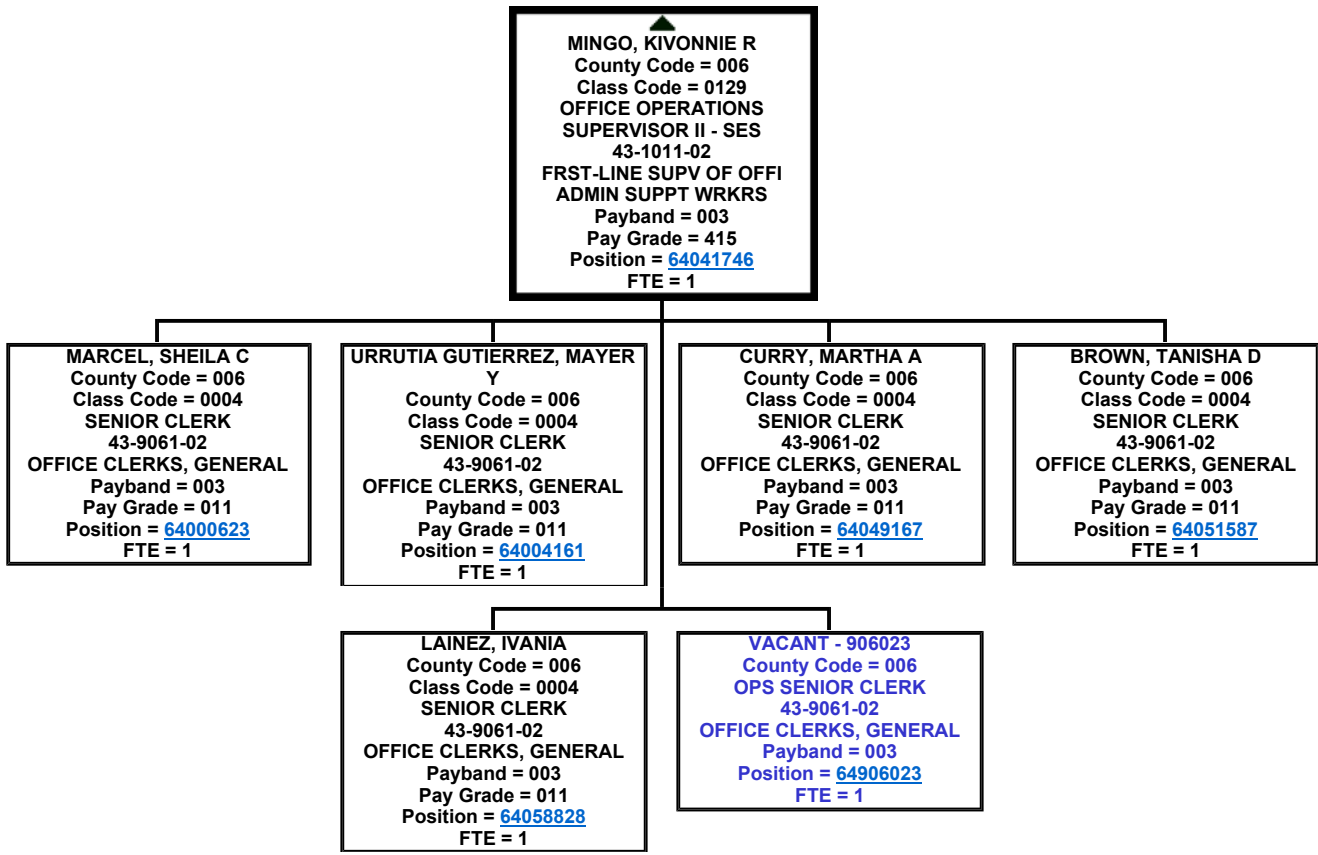 MINGO, KIVONNIE R
County Code = 006
Class Code = 0129
OFFICE OPERATIONS
SUPERVISOR II - SES
43-1011-02
FRST-LINE SUPV OF OFFI
ADMIN SUPPT WRKRS
Payband = 003
Pay Grade = 415
Position = 64041746
FTE = 1
MARCEL, SHEILA C
County Code = 006
Class Code = 0004
SENIOR CLERK
43-9061-02
OFFICE CLERKS, GENERAL
Payband = 003
Pay Grade = 011
Position = 64000623
FTE = 1
URRUTIA GUTIERREZ, MAYER
Y
County Code = 006
Class Code = 0004
SENIOR CLERK
43-9061-02
OFFICE CLERKS, GENERAL
Payband = 003
Pay Grade = 011
Position = 64004161
FTE = 1
CURRY, MARTHA A
County Code = 006
Class Code = 0004
SENIOR CLERK
43-9061-02
OFFICE CLERKS, GENERAL
Payband = 003
Pay Grade = 011
Position = 64049167
FTE = 1
BROWN, TANISHA D
County Code = 006
Class Code = 0004
SENIOR CLERK
43-9061-02
OFFICE CLERKS, GENERAL
Payband = 003
Pay Grade = 011
Position = 64051587
FTE = 1
LAINEZ, IVANIA
County Code = 006
Class Code = 0004
SENIOR CLERK
43-9061-02
OFFICE CLERKS, GENERAL
Payband = 003
Pay Grade = 011
Position = 64058828
FTE = 1
VACANT - 906023
County Code = 006
OPS SENIOR CLERK
43-9061-02
OFFICE CLERKS, GENERAL
Payband = 003
Position = 64906023
FTE = 1